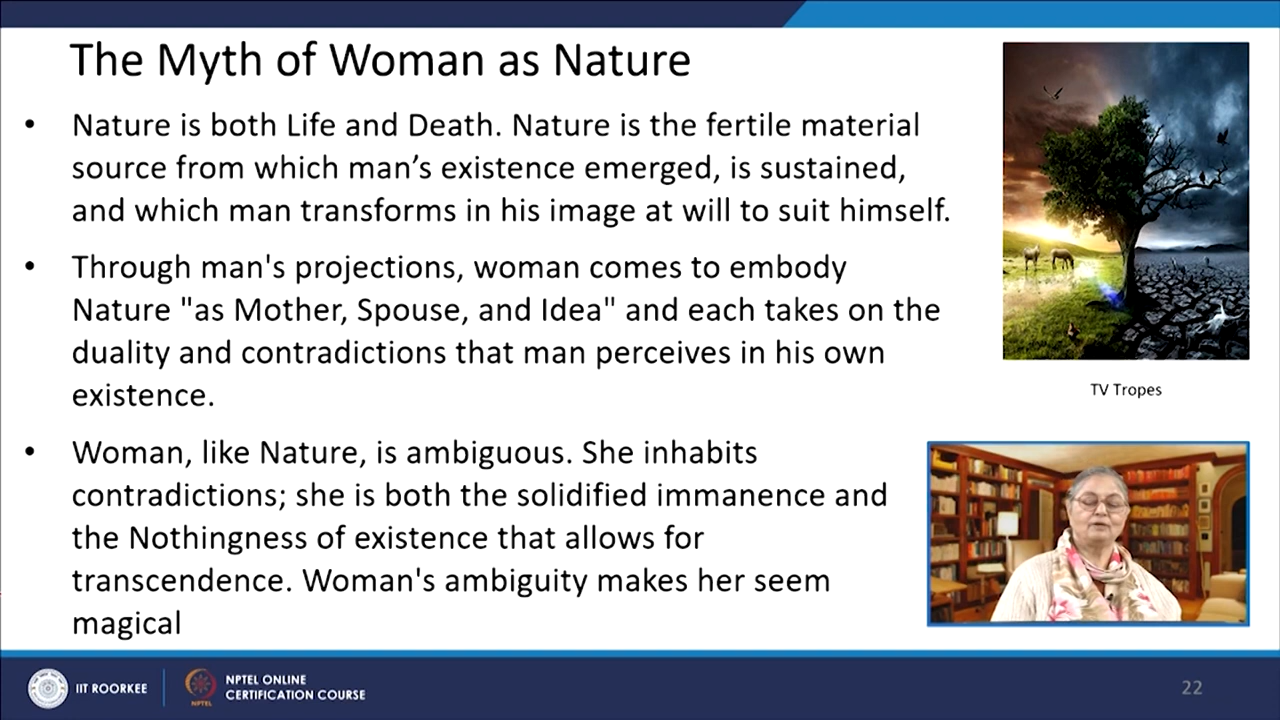 The Myth of Woman as Nature
• Nature is both Life and Death. Nature is the fertile material
source from which man’s existence emerged, is sustained,
and which man transforms in his image at will to suit himself.
• Through man's projections, woman comes to embody
Nature "as Mother, Spouse, and Idea" and each takes on the
duality and contradictions that man perceives in his own
existence.
• Woman, like Nature, is ambiguous. She inhabits
contradictions; she is both the solidified immanence and
the Nothingness of existence that allows for
transcendence. Woman's ambiguity makes her seem
magical
TV Tropes
IIT ROORKEE
NPTEL
NPTEL ONLINE
CERTIFICATION COURSE
22